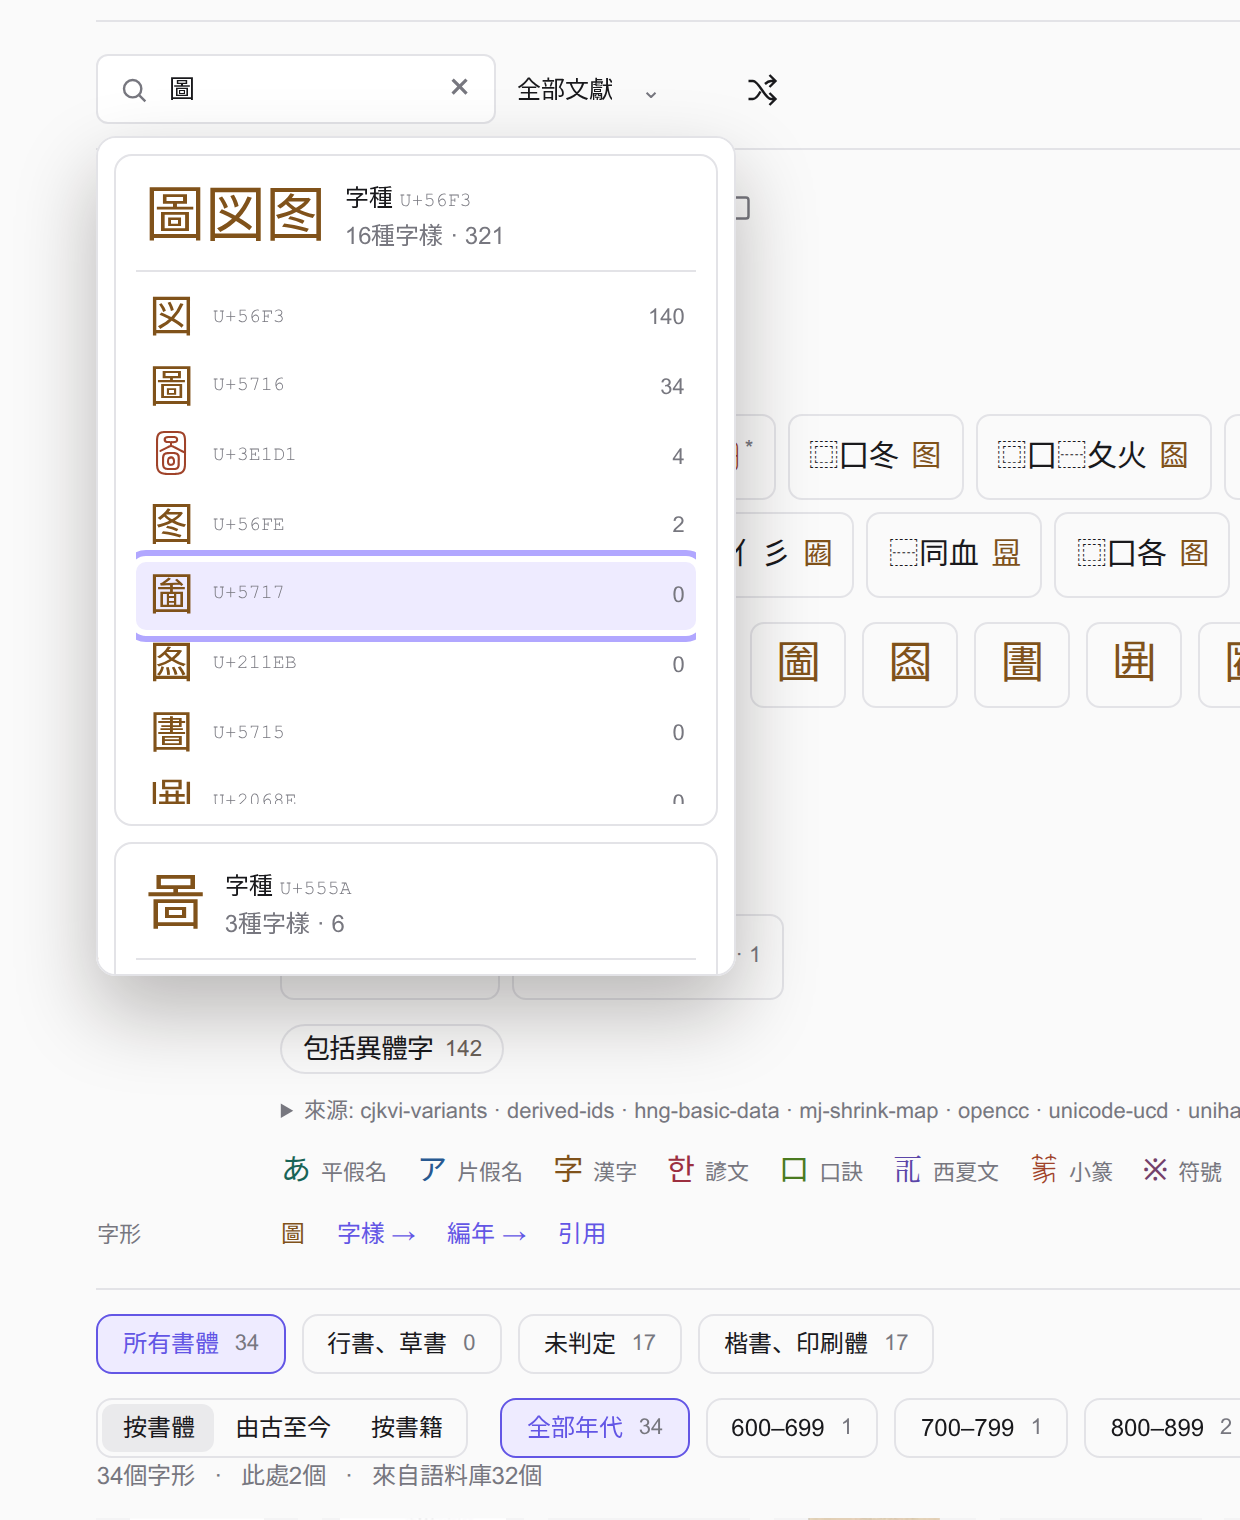 圖 ✕ 全部文獻
圖図图 字種 U+56F3
16種字樣 · 321
図 U+56F3 140
圖 U+5716 34
U+3E1D1 4
图 U+56FE 2
圗 U+5717 0
𡇫 U+211EB 0
圕 U+5715 0
U+2068E 0
啚 字種 U+555A
3種字樣 · 6
* ⿴囗冬 图 ⿴囗⿱夂火 𡇫
彡 ⿱同血 ⿴囗各
圗 𡇫 圕
· 1
包括異體字 142
▶ 來源: cjkvi-variants · derived-ids · hng-basic-data · mj-shrink-map · opencc · unicode-ucd · uniha
あ 平假名 ア 片假名 字 漢字 한 諺文 口 口訣 西夏文 篆 小篆 ※ 符號
字形 圖 字樣 → 編年 → 引用
所有書體 34 行書、草書 0 未判定 17 楷書、印刷體 17
按書體 由古至今 按書籍 全部年代 34 600–699 1 700–799 1 800–899 2
34個字形 · 此處2個 · 來自語料庫32個